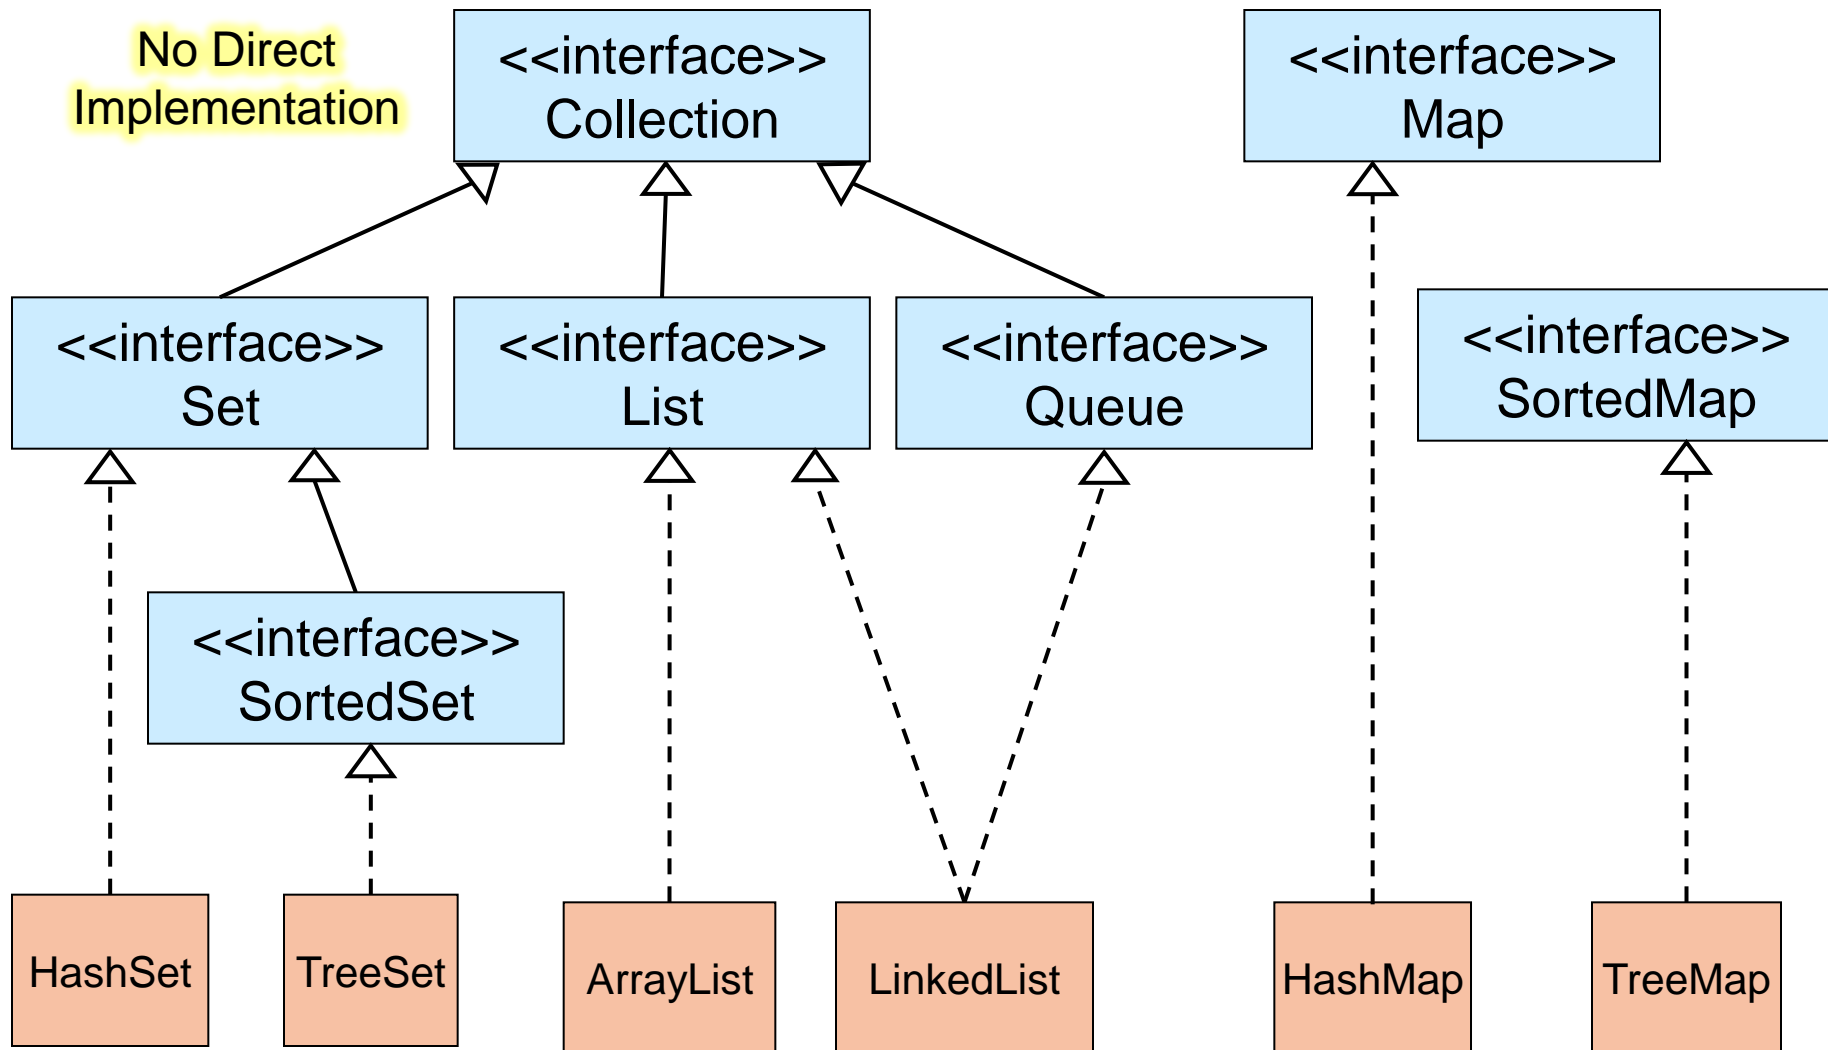 No Direct
Implementation
<<interface>>
Collection
<<interface>>
Map
<<interface>>
Set
<<interface>>
List
<<interface>>
Queue
<<interface>>
SortedMap
<<interface>>
SortedSet
HashSet
TreeSet
ArrayList
LinkedList
HashMap
TreeMap